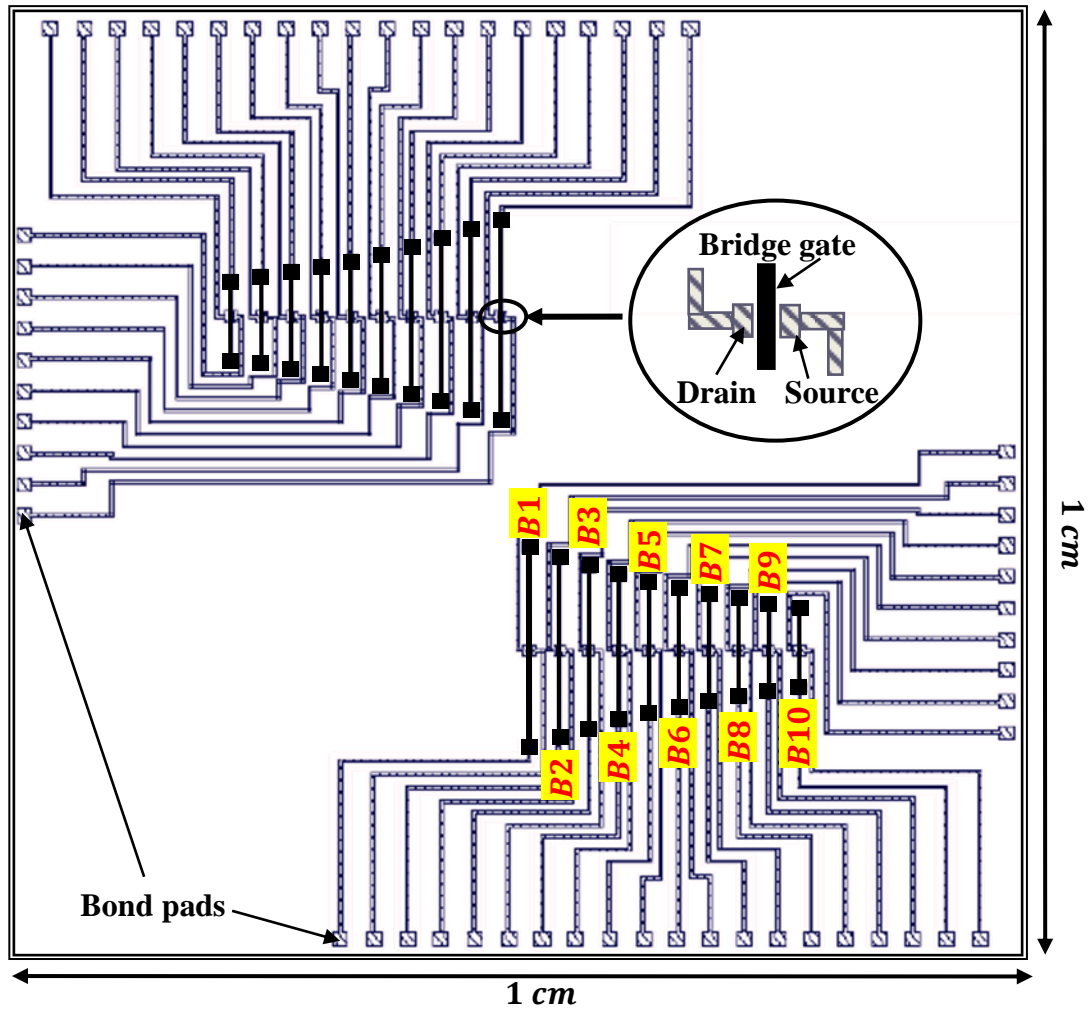 Bridge gate
Drain
Source
1 cm
B1
B3
B5
B7
B9
B2
B4
B6
B8
B10
Bond pads
1 cm